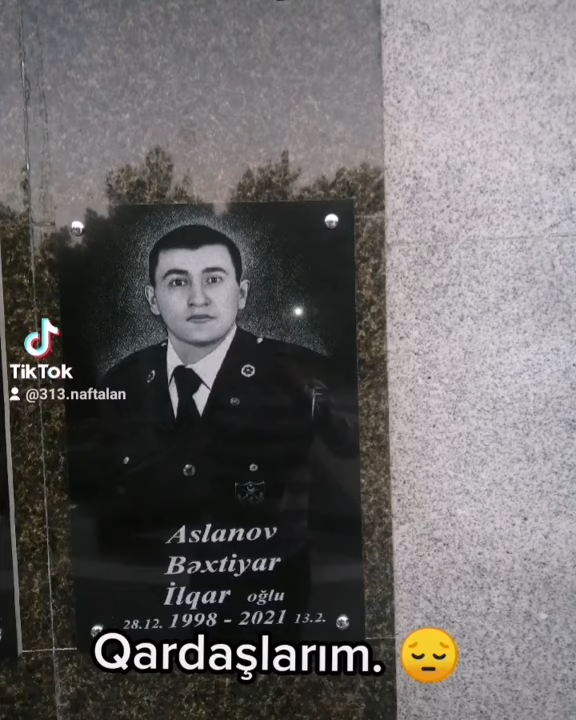 TikTok
@313.naftalan
Aslanov
Bəxtiyar
İlqar oğlu
28.12. 1998 - 2021 13.2.
Qardaşlarım. 😔